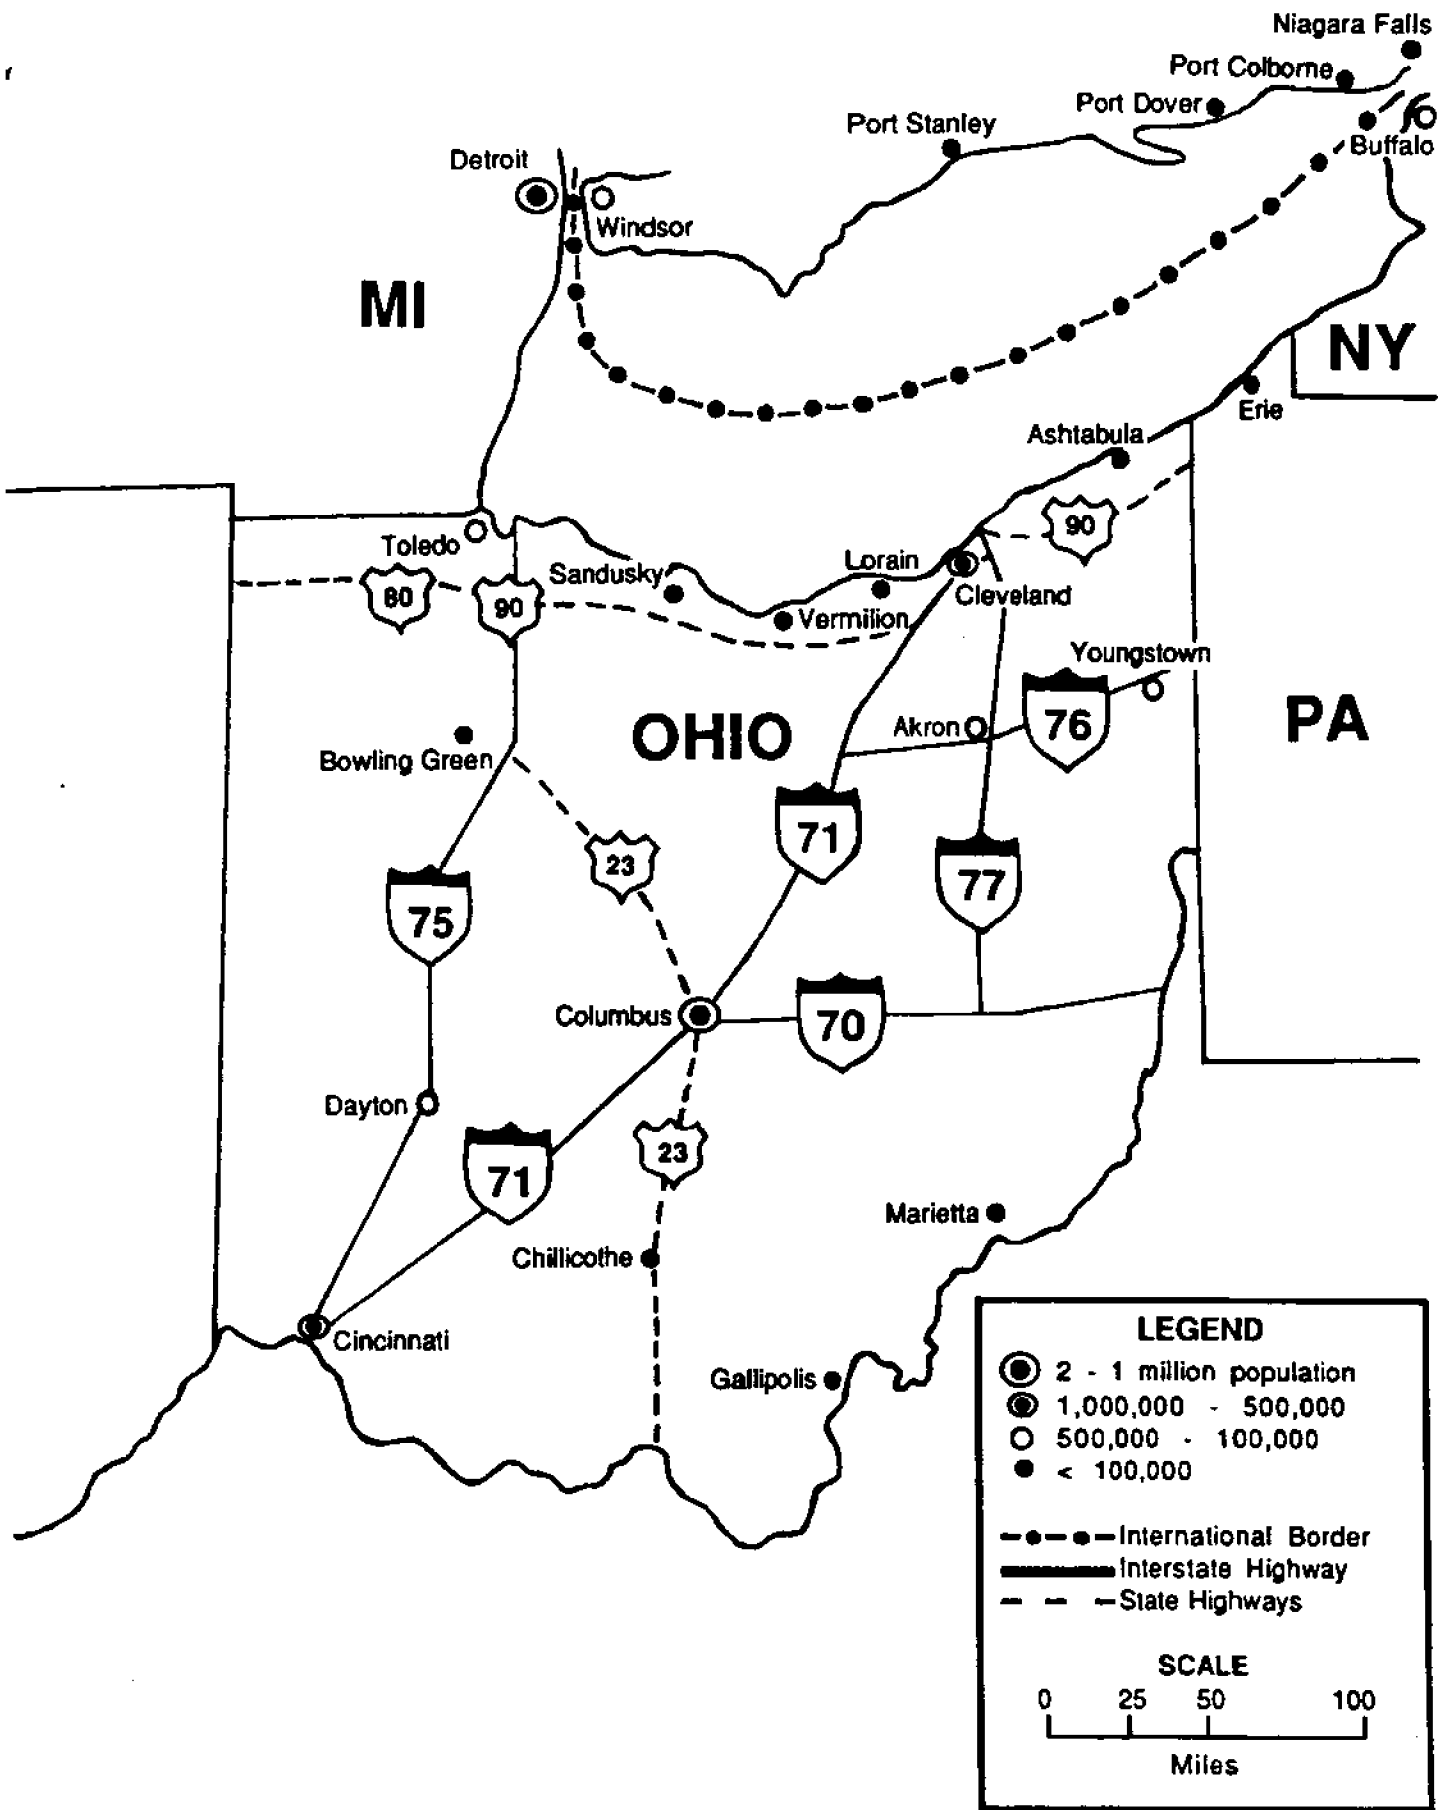 Niagara Falls
Port Colborne
Port Dover
Port Stanley
Buffalo
Detroit
Windsor
MI
NY
Erie
Ashtabula
90
Toledo
Lorain
Sandusky
Cleveland
80
90
Vermilion
Youngstown
OHIO
Akron
76
PA
Bowling Green
71
23
77
75
Columbus
70
Dayton
71
23
Marietta
Chillicothe
Cincinnati
Gallipolis
LEGEND
2 - 1 million population
1,000,000 - 500,000
500,000 - 100,000
< 100,000
International Border
Interstate Highway
State Highways
SCALE
0 25 50 100
Miles